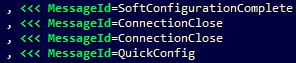 , <<< MessageId=SoftConfigurationComplete
, <<< MessageId=ConnectionClose
, <<< MessageId=ConnectionClose
, <<< MessageId=QuickConfig